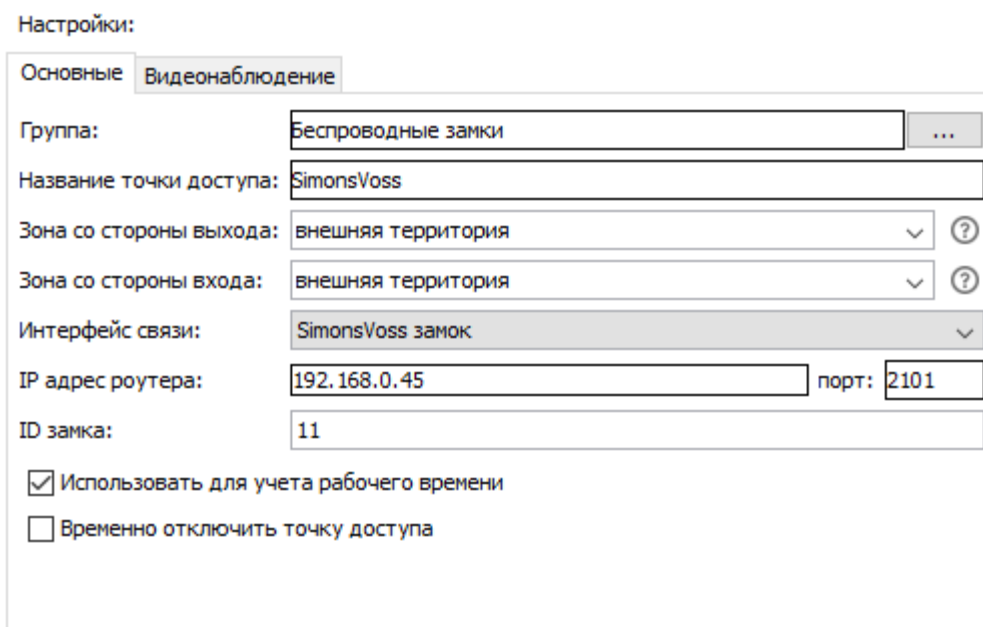 Настройки:
Основные Видеонаблюдение
Группа: Беспроводные замки ...
Название точки доступа: SimonsVoss
Зона со стороны выхода: внешняя территория ?
Зона со стороны входа: внешняя территория ?
Интерфейс связи: SimonsVoss замок
IP адрес роутера: 192.168.0.45 порт: 2101
ID замка: 11
Использовать для учета рабочего времени
Временно отключить точку доступа